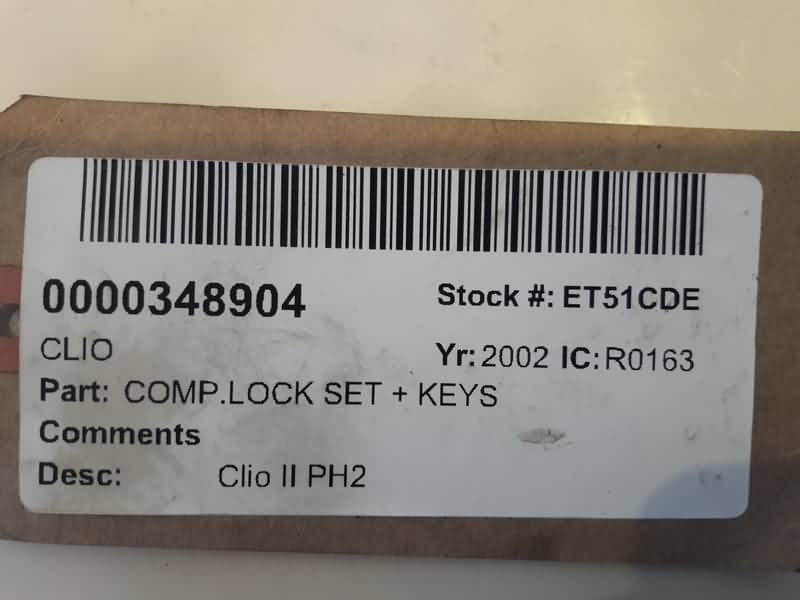 0000348904 Stock #: ET51CDE
CLIO Yr: 2002 IC: R0163
Part: COMP.LOCK SET + KEYS
Comments
Desc: Clio II PH2